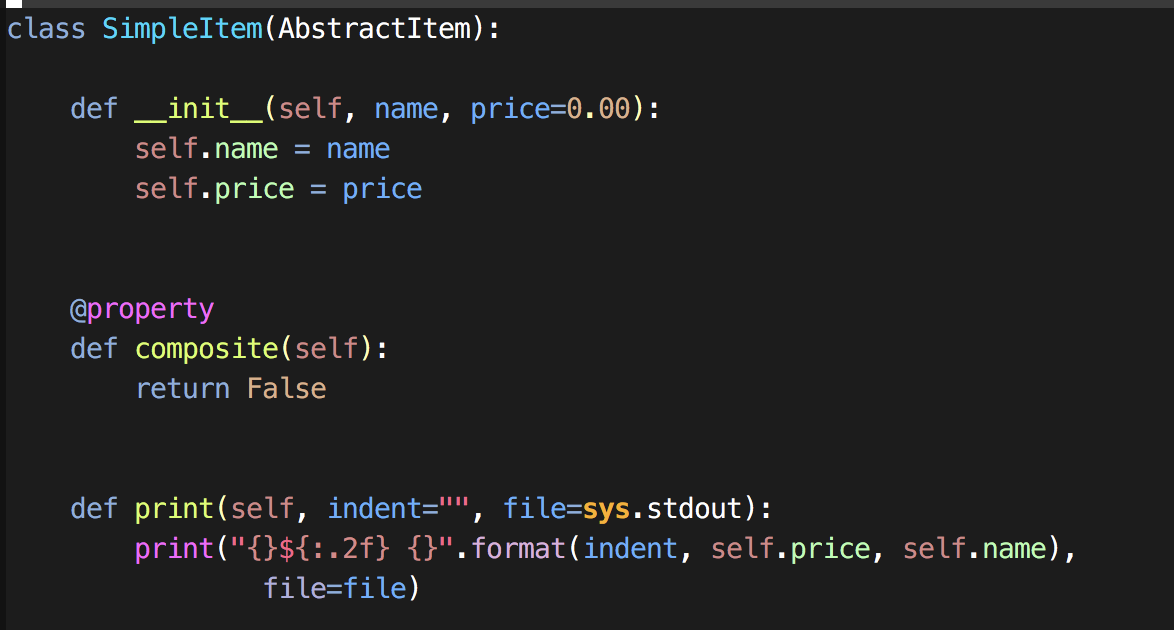 class SimpleItem(AbstractItem):
    def __init__(self, name, price=0.00):
        self.name = name
        self.price = price
    @property
    def composite(self):
        return False
    def print(self, indent="", file=sys.stdout):
        print("{}${:.2f} {}".format(indent, self.price, self.name),
                file=file)